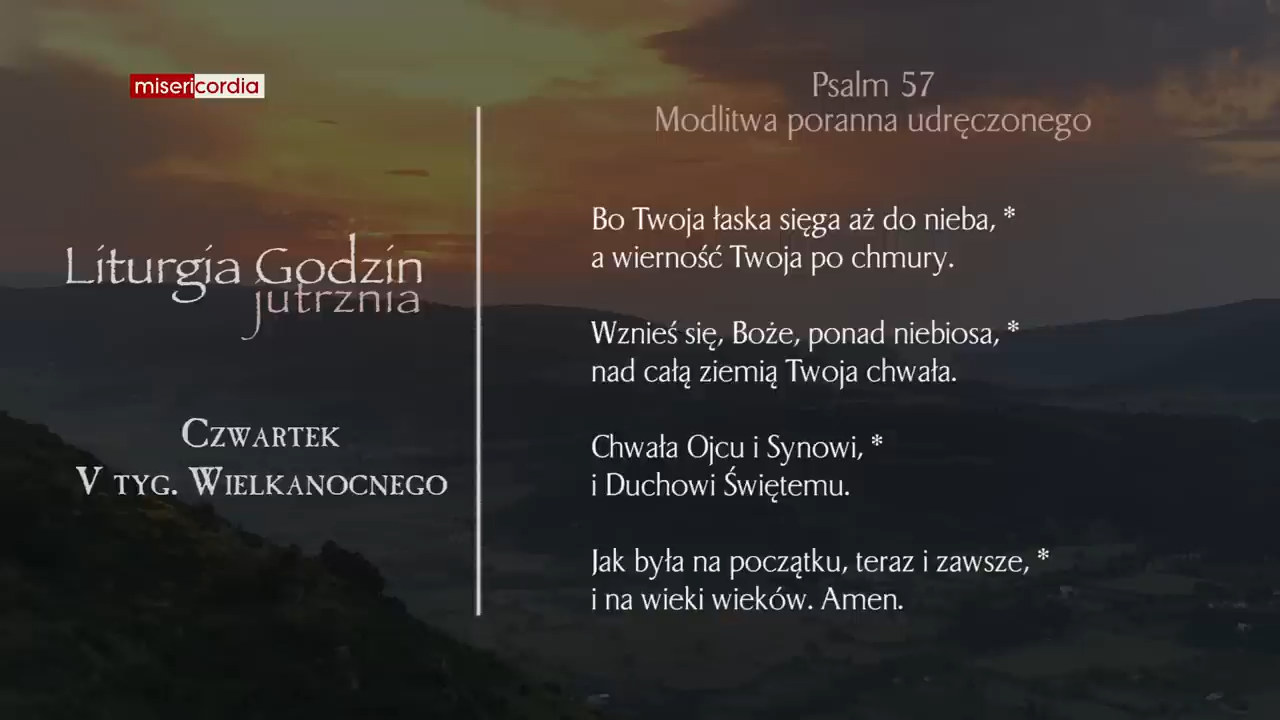 misericordia
Liturgia Godzin
jutrznia
Czwartek
V tyg. Wielkanocnego
Psalm 57
Modlitwa poranna udręczonego
Bo Twoja łaska sięga aż do nieba, *
a wierność Twoja po chmury.
Wznieś się, Boże, ponad niebiosa, *
nad całą ziemią Twoja chwała.
Chwała Ojcu i Synowi, *
i Duchowi Świętemu.
Jak była na początku, teraz i zawsze, *
i na wieki wieków. Amen.